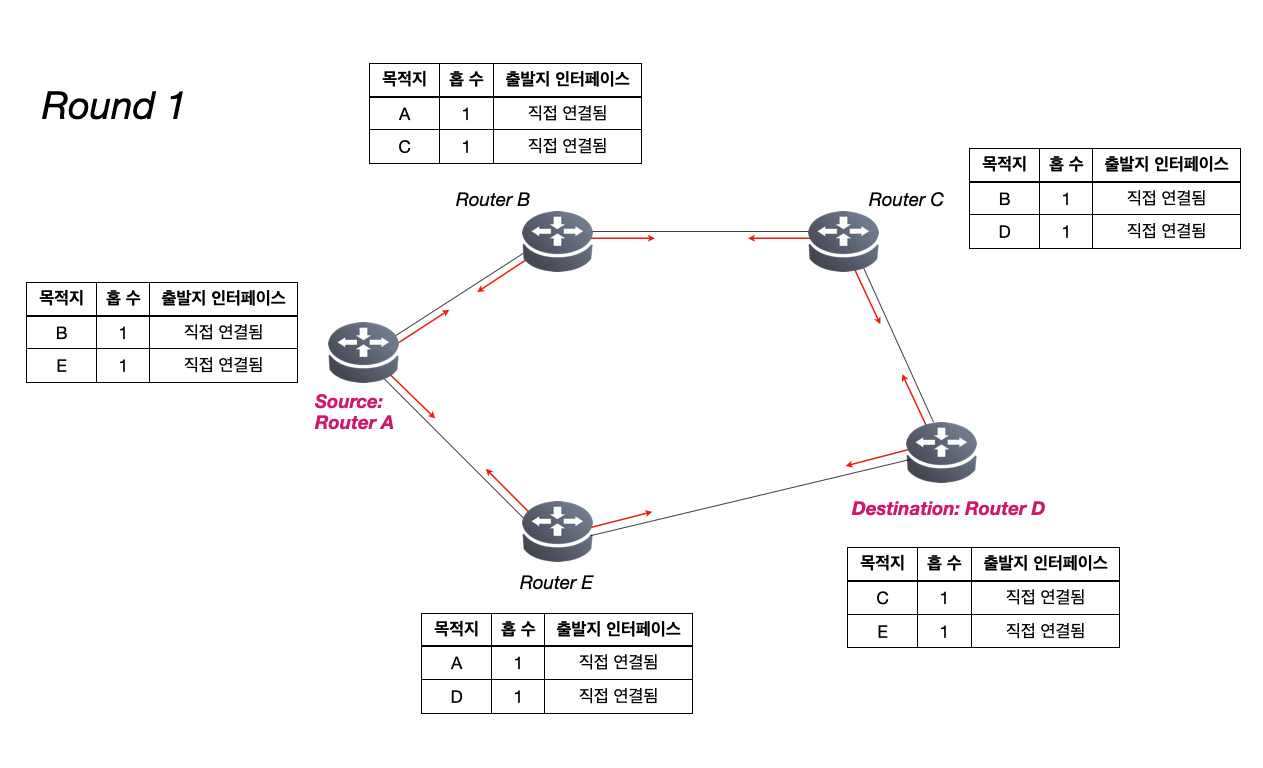 Round 1
목적지 홉 수 출발지 인터페이스
A 1 직접 연결됨
C 1 직접 연결됨
Router B
Router C
목적지 홉 수 출발지 인터페이스
B 1 직접 연결됨
D 1 직접 연결됨
목적지 홉 수 출발지 인터페이스
B 1 직접 연결됨
E 1 직접 연결됨
Source:
Router A
Destination: Router D
Router E
목적지 홉 수 출발지 인터페이스
C 1 직접 연결됨
E 1 직접 연결됨
목적지 홉 수 출발지 인터페이스
A 1 직접 연결됨
D 1 직접 연결됨